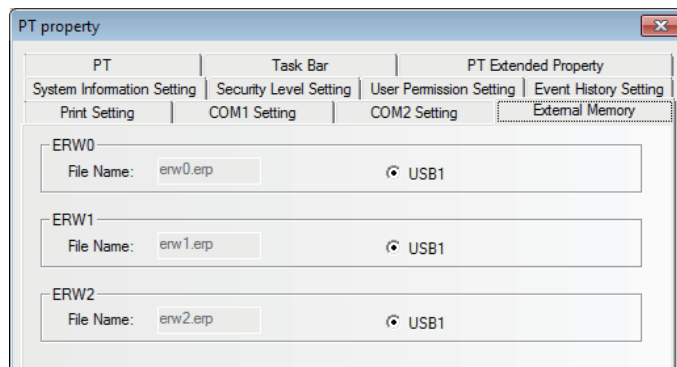 PT property
PT Task Bar PT Extended Property
System Information Setting Security Level Setting User Permission Setting Event History Setting
Print Setting COM1 Setting COM2 Setting External Memory
ERW0
File Name: erw0.erp USB1
ERW1
File Name: erw1.erp USB1
ERW2
File Name: erw2.erp USB1